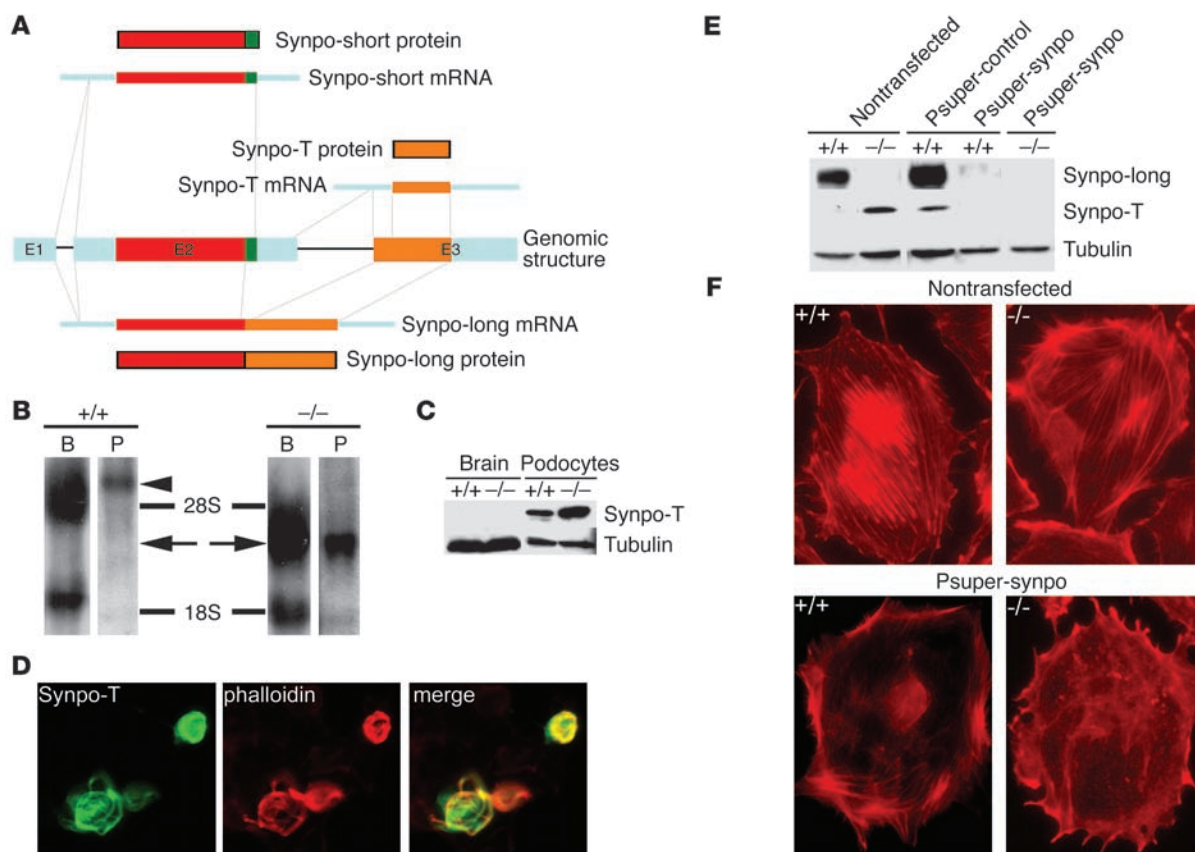 A
Synpo-short protein
Synpo-short mRNA
Synpo-T protein
Synpo-T mRNA
E1
E2
E3
Genomic
structure
Synpo-long mRNA
Synpo-long protein
B
+/+
–/–
B P
B P
28S
18S
C
Brain Podocytes
+/+ –/– +/+ –/–
Synpo-T
Tubulin
D
Synpo-T
phalloidin
merge
E
Nontransfected
Psuper-control
Psuper-synpo
Psuper-synpo
+/+ –/– +/+ +/+ –/–
Synpo-long
Synpo-T
Tubulin
F
Nontransfected
+/+
-/-
Psuper-synpo
+/+
-/-